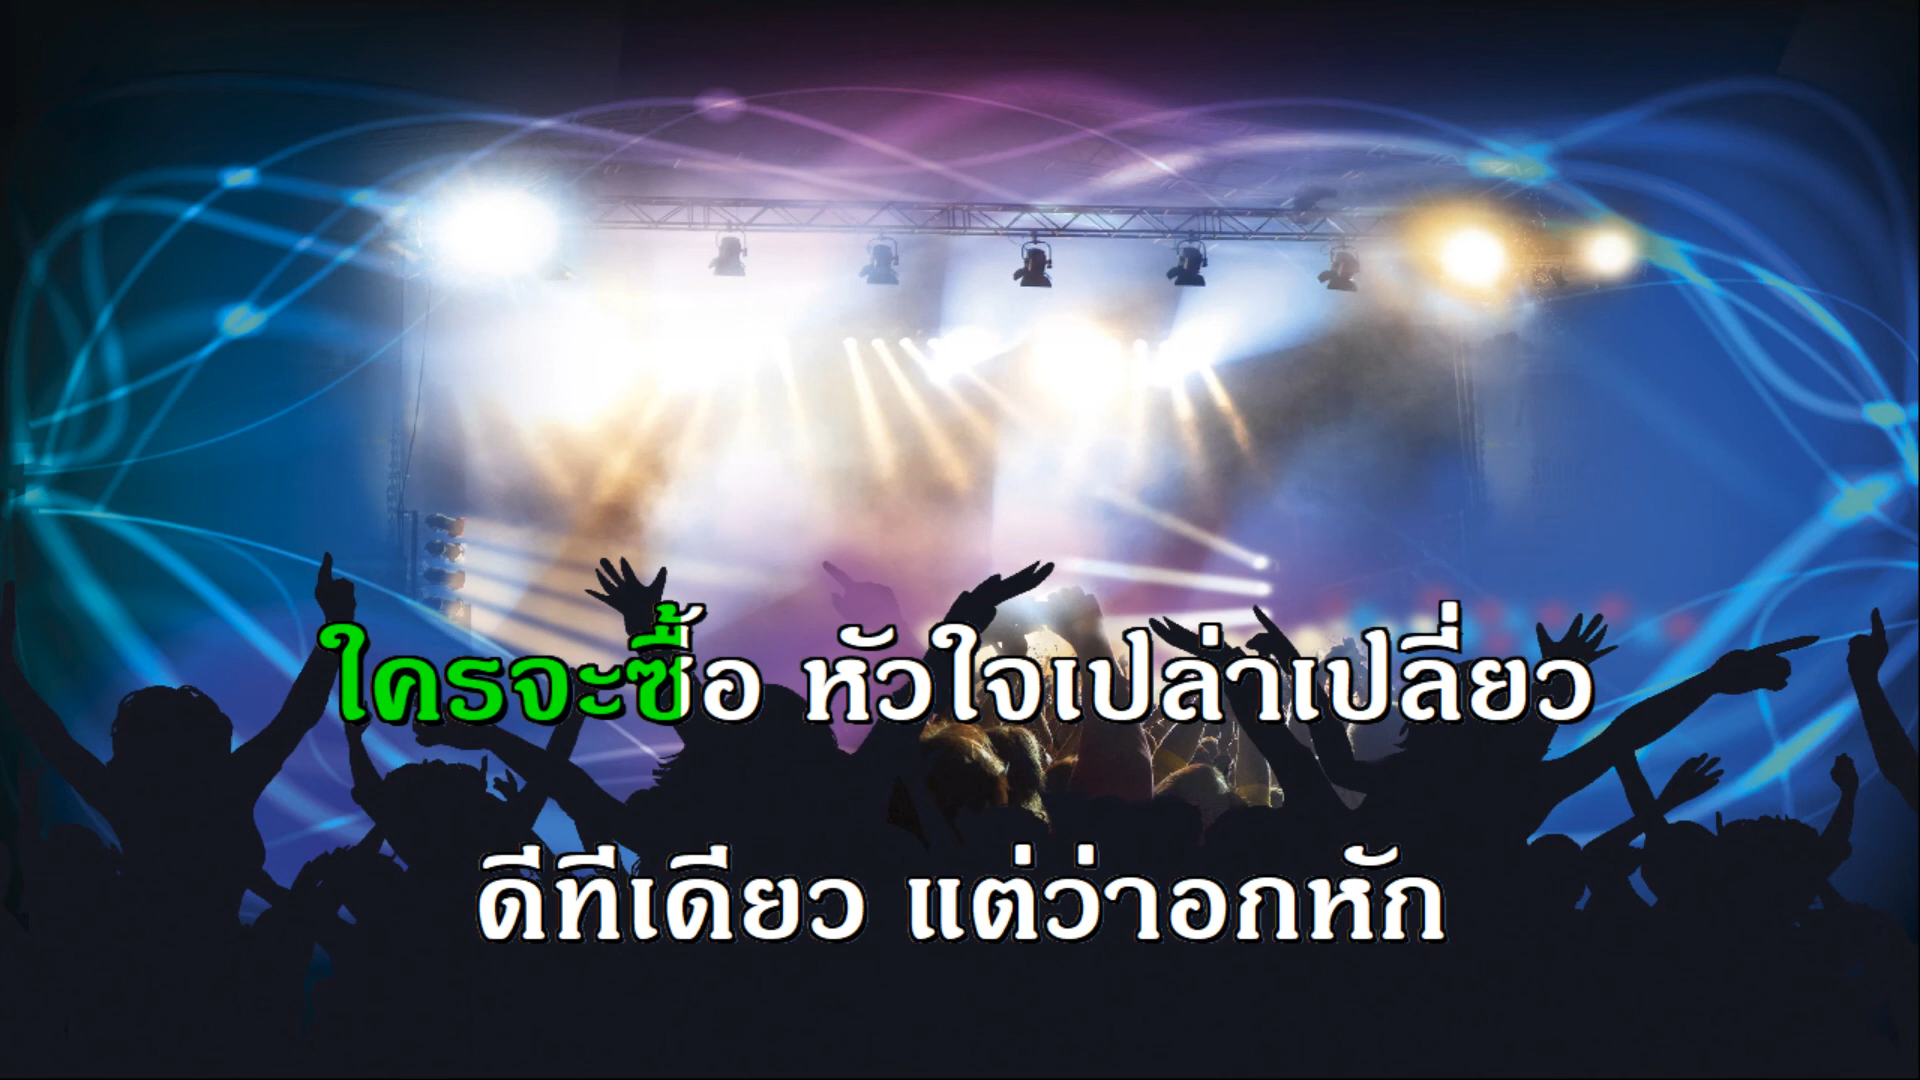 ใครจะซื้อ หัวใจเปล่าเปลี่ยว
ดีทีเดียว แต่ว่าอกหัก